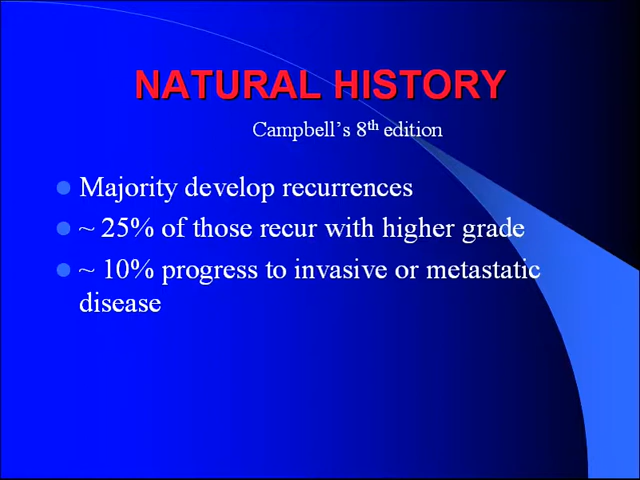 NATURAL HISTORY
Campbell's 8th edition
Majority develop recurrences
~ 25% of those recur with higher grade
~ 10% progress to invasive or metastatic
disease